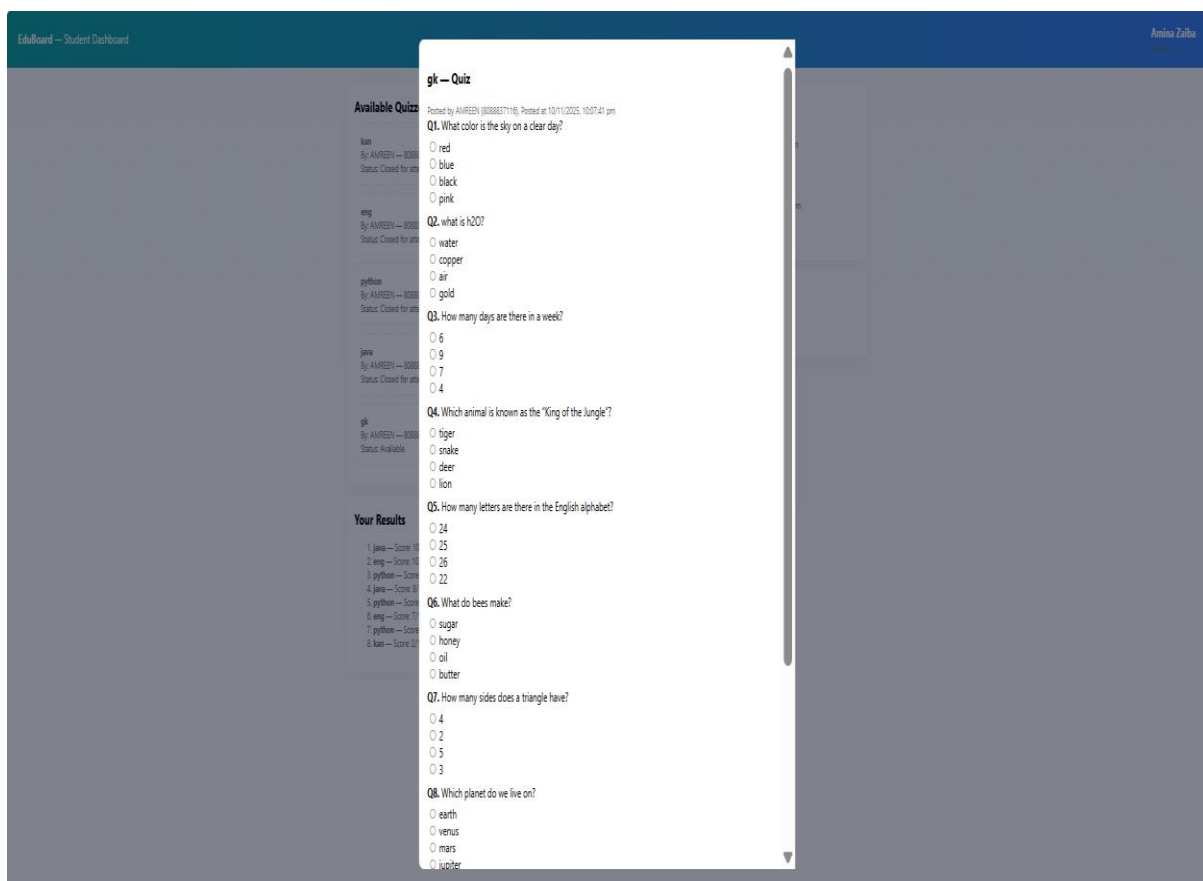 EduBoard — Student Dashboard
Amina Zaiba
Available Quizz
kan
By: AMREEN — 8088
Status: Closed for atte
eng
By: AMREEN — 8088
Status: Closed for atte
python
By: AMREEN — 8088
Status: Closed for atte
java
By: AMREEN — 8088
Status: Closed for atte
gk
By: AMREEN — 8088
Status: Available
Your Results
1. java — Score: 10
2. eng — Score: 10
3. python — Score
4. java — Score: 8/
5. python — Score
6. eng — Score: 7/
7. python — Score
8. kan — Score: 2/
gk — Quiz
Posted by AMREEN (8088837116), Posted at 10/11/2025, 10:07:41 pm
Q1. What color is the sky on a clear day?
red
blue
black
pink
Q2. what is h2O?
water
copper
air
gold
Q3. How many days are there in a week?
6
9
7
4
Q4. Which animal is known as the "King of the Jungle"?
tiger
snake
deer
lion
Q5. How many letters are there in the English alphabet?
24
25
26
22
Q6. What do bees make?
sugar
honey
oil
butter
Q7. How many sides does a triangle have?
4
2
5
3
Q8. Which planet do we live on?
earth
venus
mars
jupiter